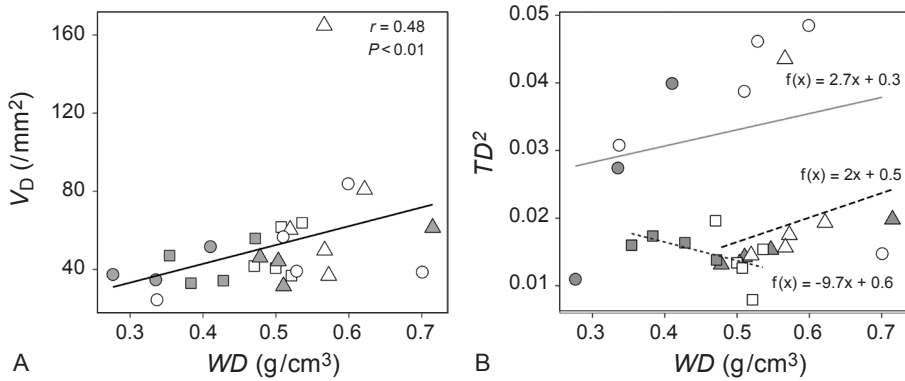 160
120
80
40
V_D (/mm²)
r = 0.48
P < 0.01
0.3 0.4 0.5 0.6 0.7
A WD (g/cm³)
0.05
0.04
0.03
0.02
0.01
TD²
f(x) = 2.7x + 0.3
f(x) = 2x + 0.5
f(x) = -9.7x + 0.6
0.3 0.4 0.5 0.6 0.7
B WD (g/cm³)